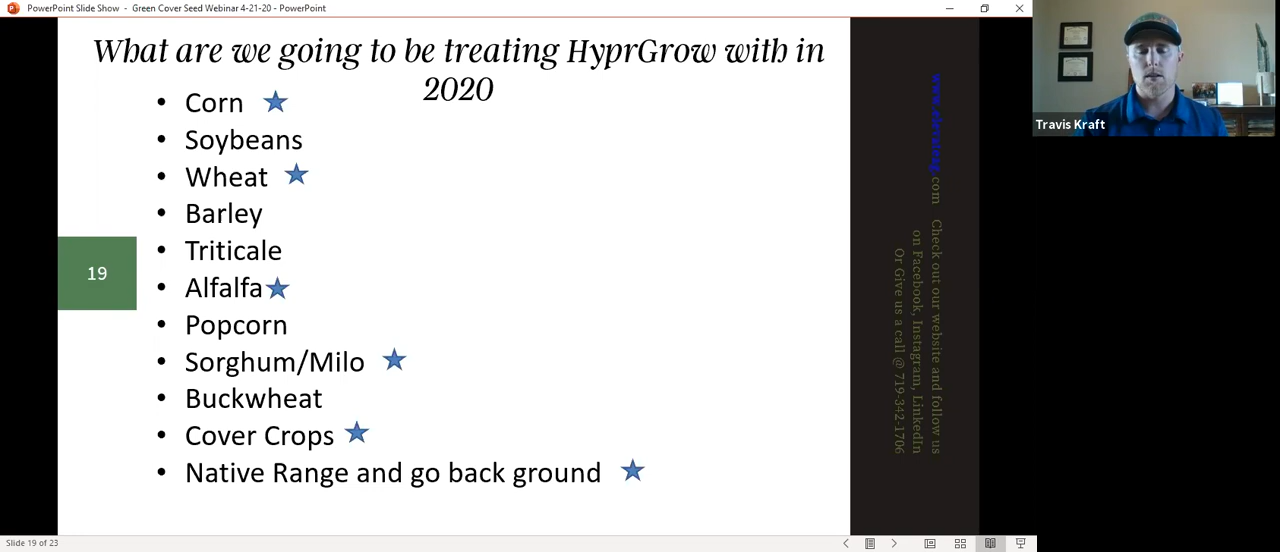 PowerPoint Slide Show - Green Cover Seed Webinar 4-21-20 - PowerPoint
What are we going to be treating HyprGrow with in
2020
• Corn
• Soybeans
• Wheat
• Barley
• Triticale
• Alfalfa
• Popcorn
• Sorghum/Milo
• Buckwheat
• Cover Crops
• Native Range and go back ground
19
www.elevateag.com Check out our website and follow us
on Facebook, Instagram, LinkedIn
Or Give us a call @ 719-342-1706
Travis Kraft
Slide 19 of 23